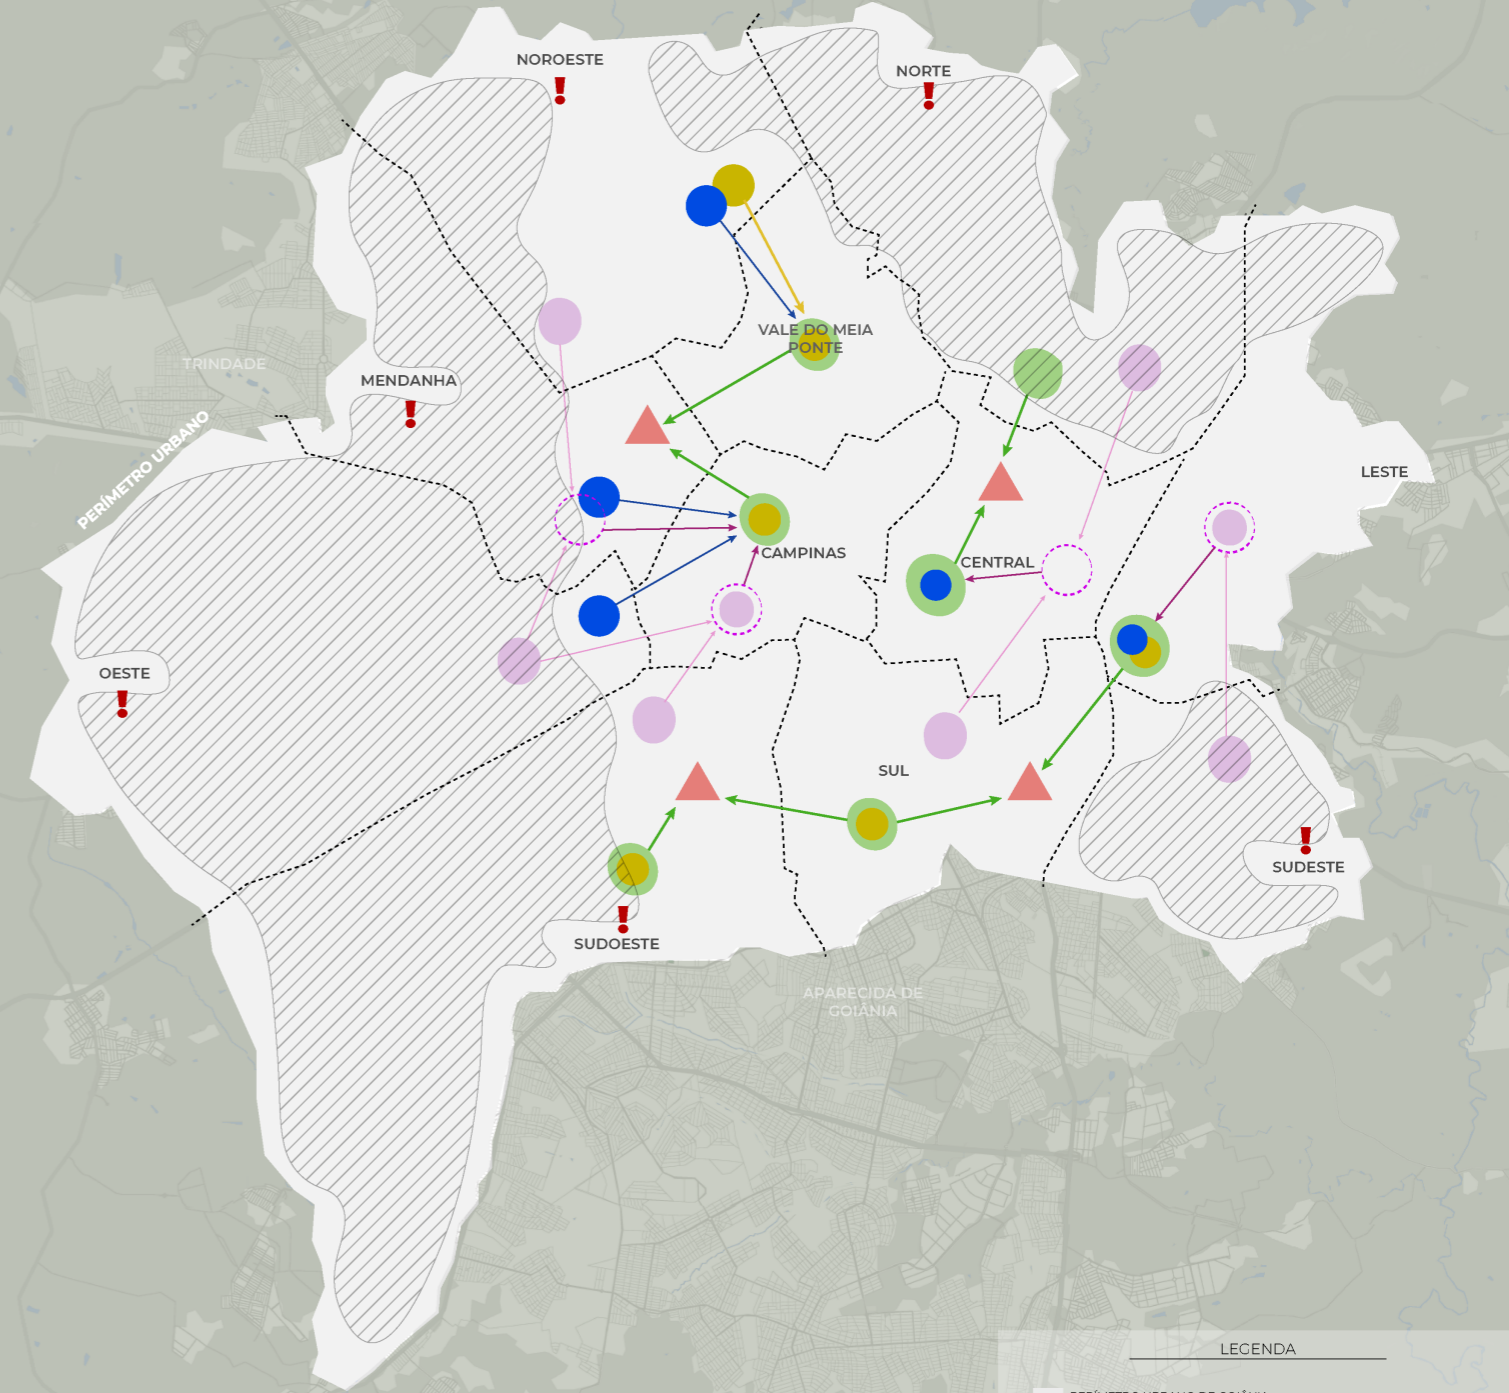 NOROESTE
NORTE
VALE DO MEIA
PONTE
TRINDADE
MENDANHA
PERÍMETRO URBANO
LESTE
CAMPINAS
CENTRAL
OESTE
SUL
SUDESTE
SUDOESTE
APARECIDA DE
GOIÂNIA
LEGENDA